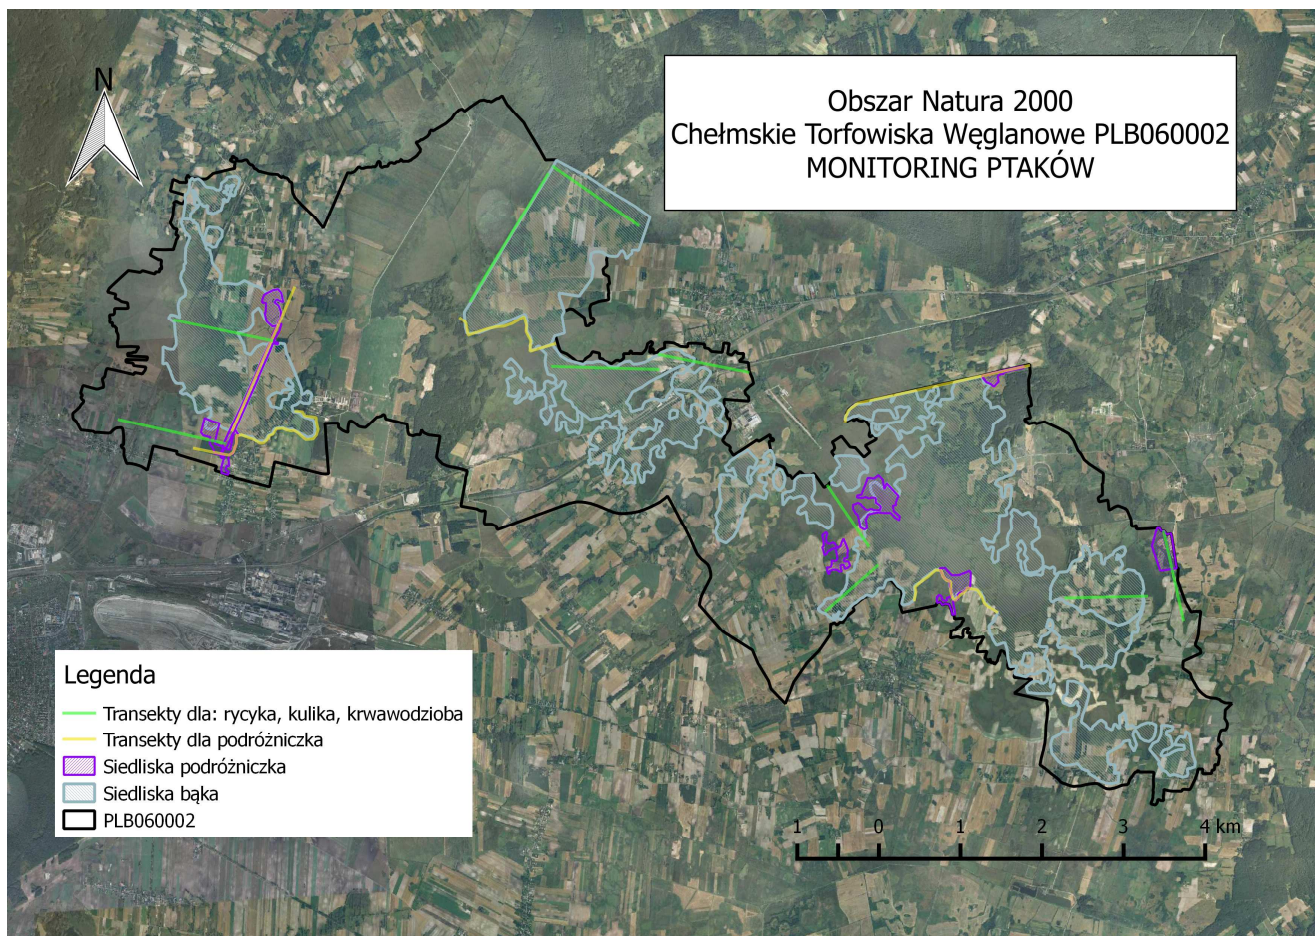 N
Obszar Natura 2000
Chełmskie Torfowiska Węglanowe PLB060002
MONITORING PTAKÓW
Legenda
Transekty dla: rycyka, kulika, krwawodzioba
Transekty dla podróżniczka
Siedliska podróżniczka
Siedliska bąka
PLB060002
1 0 1 2 3 4 km